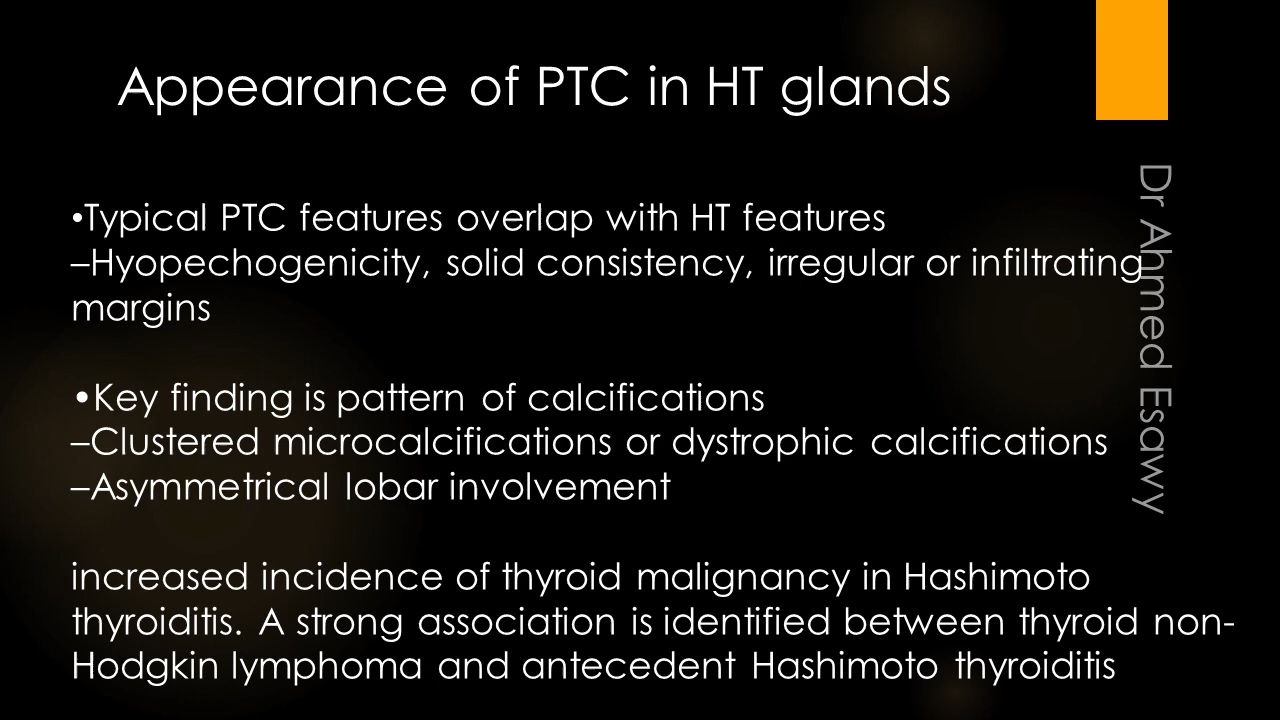 Appearance of PTC in HT glands
•Typical PTC features overlap with HT features
–Hyopechogenicity, solid consistency, irregular or infiltrating
margins
•Key finding is pattern of calcifications
–Clustered microcalcifications or dystrophic calcifications
–Asymmetrical lobar involvement
increased incidence of thyroid malignancy in Hashimoto
thyroiditis. A strong association is identified between thyroid non-
Hodgkin lymphoma and antecedent Hashimoto thyroiditis
Dr Ahmed Esawy